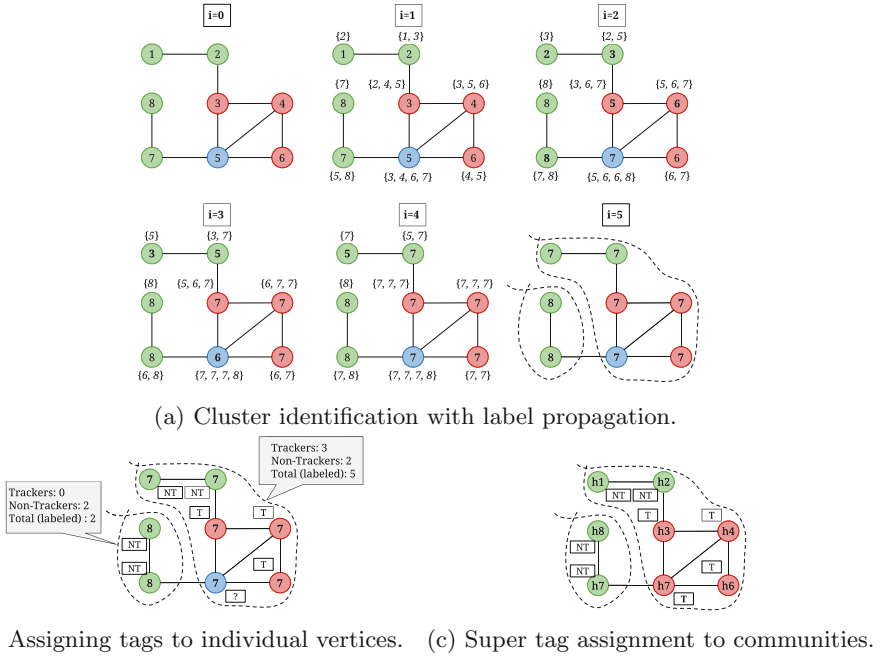 i=0 i=1 i=2
{2} {1, 3} {3} {2, 5}
1 2 1 2 2 3
{7} {2, 4, 5} {3, 5, 6} {8} {3, 6, 7} {5, 6, 7}
8 3 4 8 3 4 8 5 6
7 5 6 7 5 6 8 7 6
{5, 8} {3, 4, 6, 7} {4, 5} {7, 8} {5, 6, 6, 8} {6, 7}
i=3 i=4 i=5
{5} {3, 7} {7} {5, 7}
3 5 5 7 7 7
{8} {5, 6, 7} {6, 7, 7} {8} {7, 7, 7} {7, 7, 7}
8 7 7 8 7 7 8 7 7
8 6 7 8 7 7 8 7 7
{6, 8} {7, 7, 7, 8} {6, 7} {7, 8} {7, 7, 7, 8} {7, 7}
(a) Cluster identification with label propagation.
Trackers: 3
Non-Trackers: 2
Total (labeled): 5
Trackers: 0
Non-Trackers: 2
Total (labeled) : 2
7 7
NT NT
T T
8 7 7
NT
T
NT
8 7 7
?
h1 h2
NT NT
T T
h8 h3 h4
NT
T
NT
h7 h7 h6
T
Assigning tags to individual vertices. (c) Super tag assignment to communities.